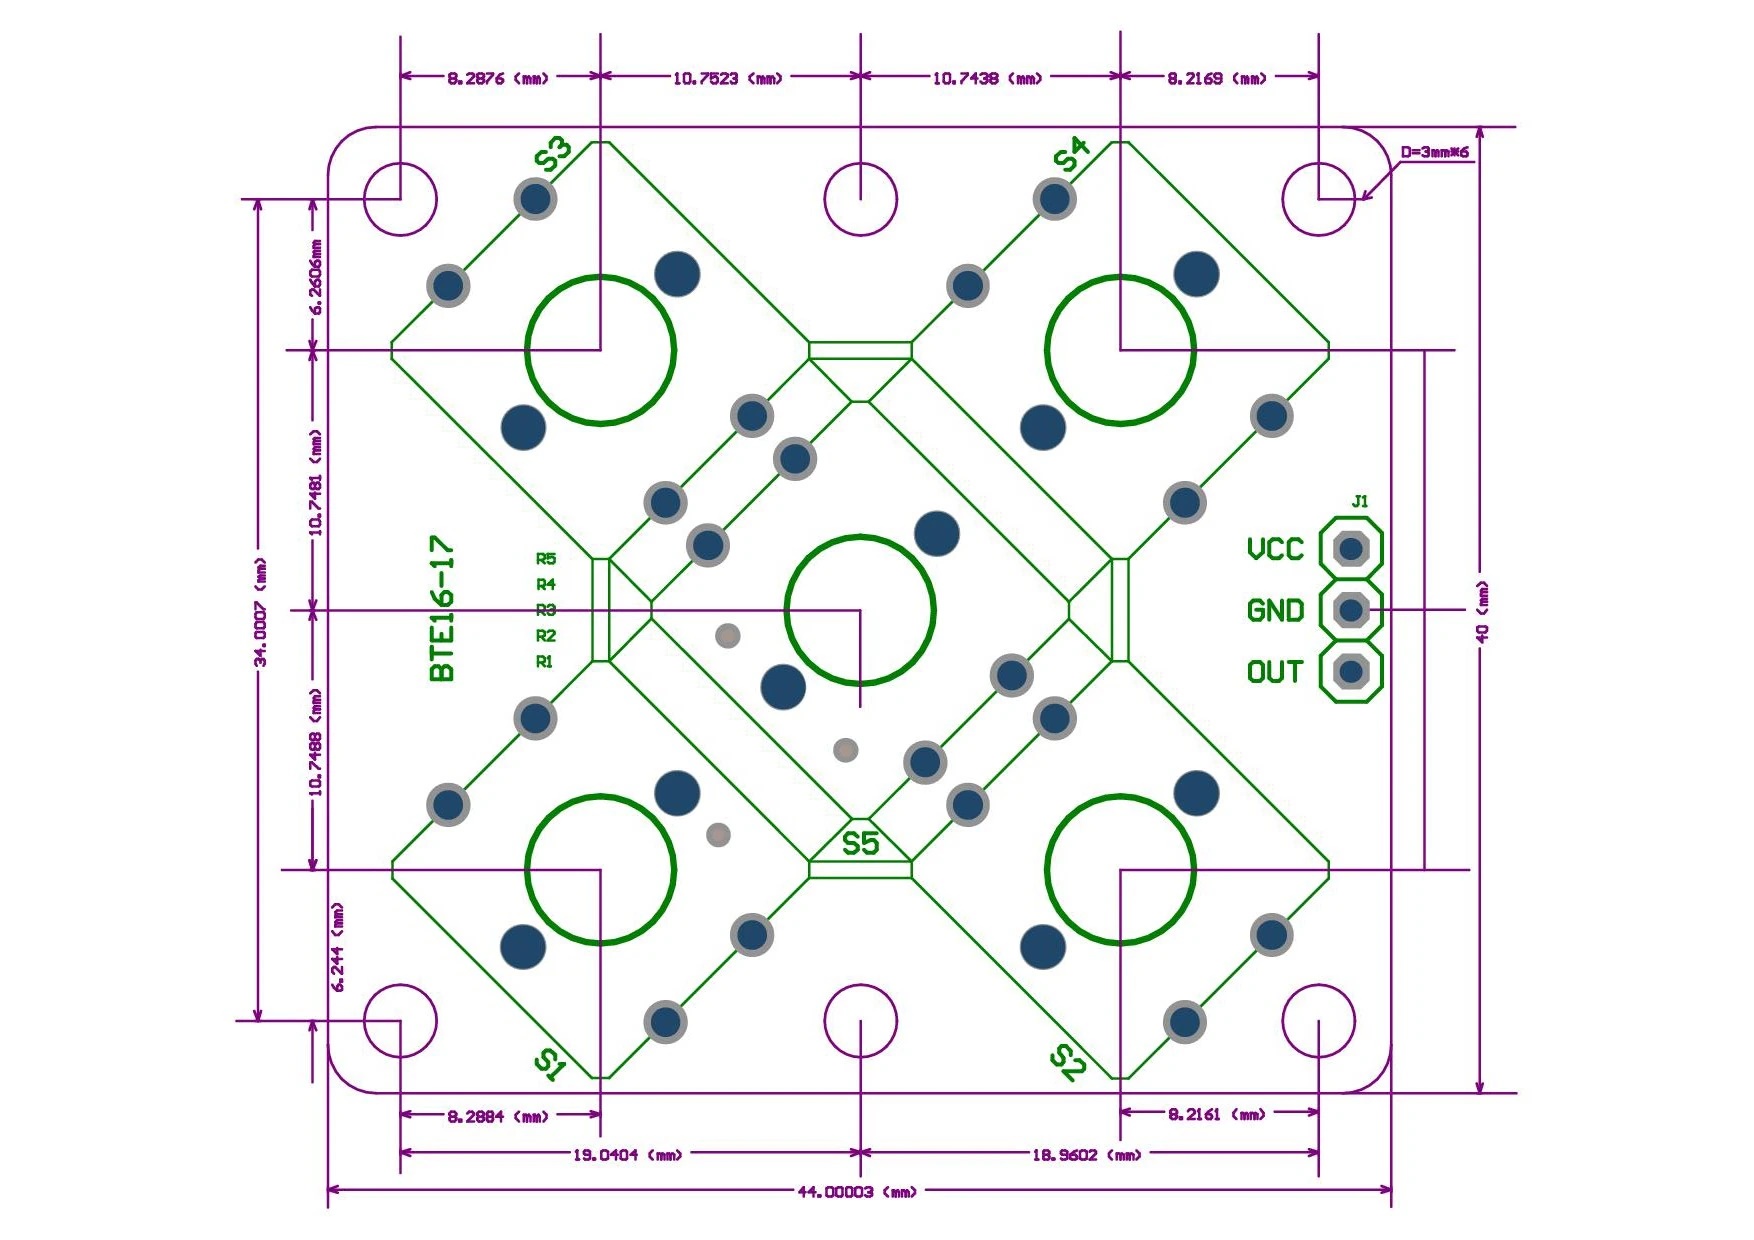 8.2876 (mm)
10.7523 (mm)
10.7438 (mm)
8.2169 (mm)
D=3mm*6
S3
S4
6.2606mm
10.7481 (mm)
34.0007 (mm)
10.7488 (mm)
6.244 (mm)
40 (mm)
BTE16-17
R5
R4
R3
R2
R1
J1
VCC
GND
OUT
S5
S1
S2
8.2884 (mm)
8.2161 (mm)
19.0404 (mm)
18.9602 (mm)
44.00003 (mm)